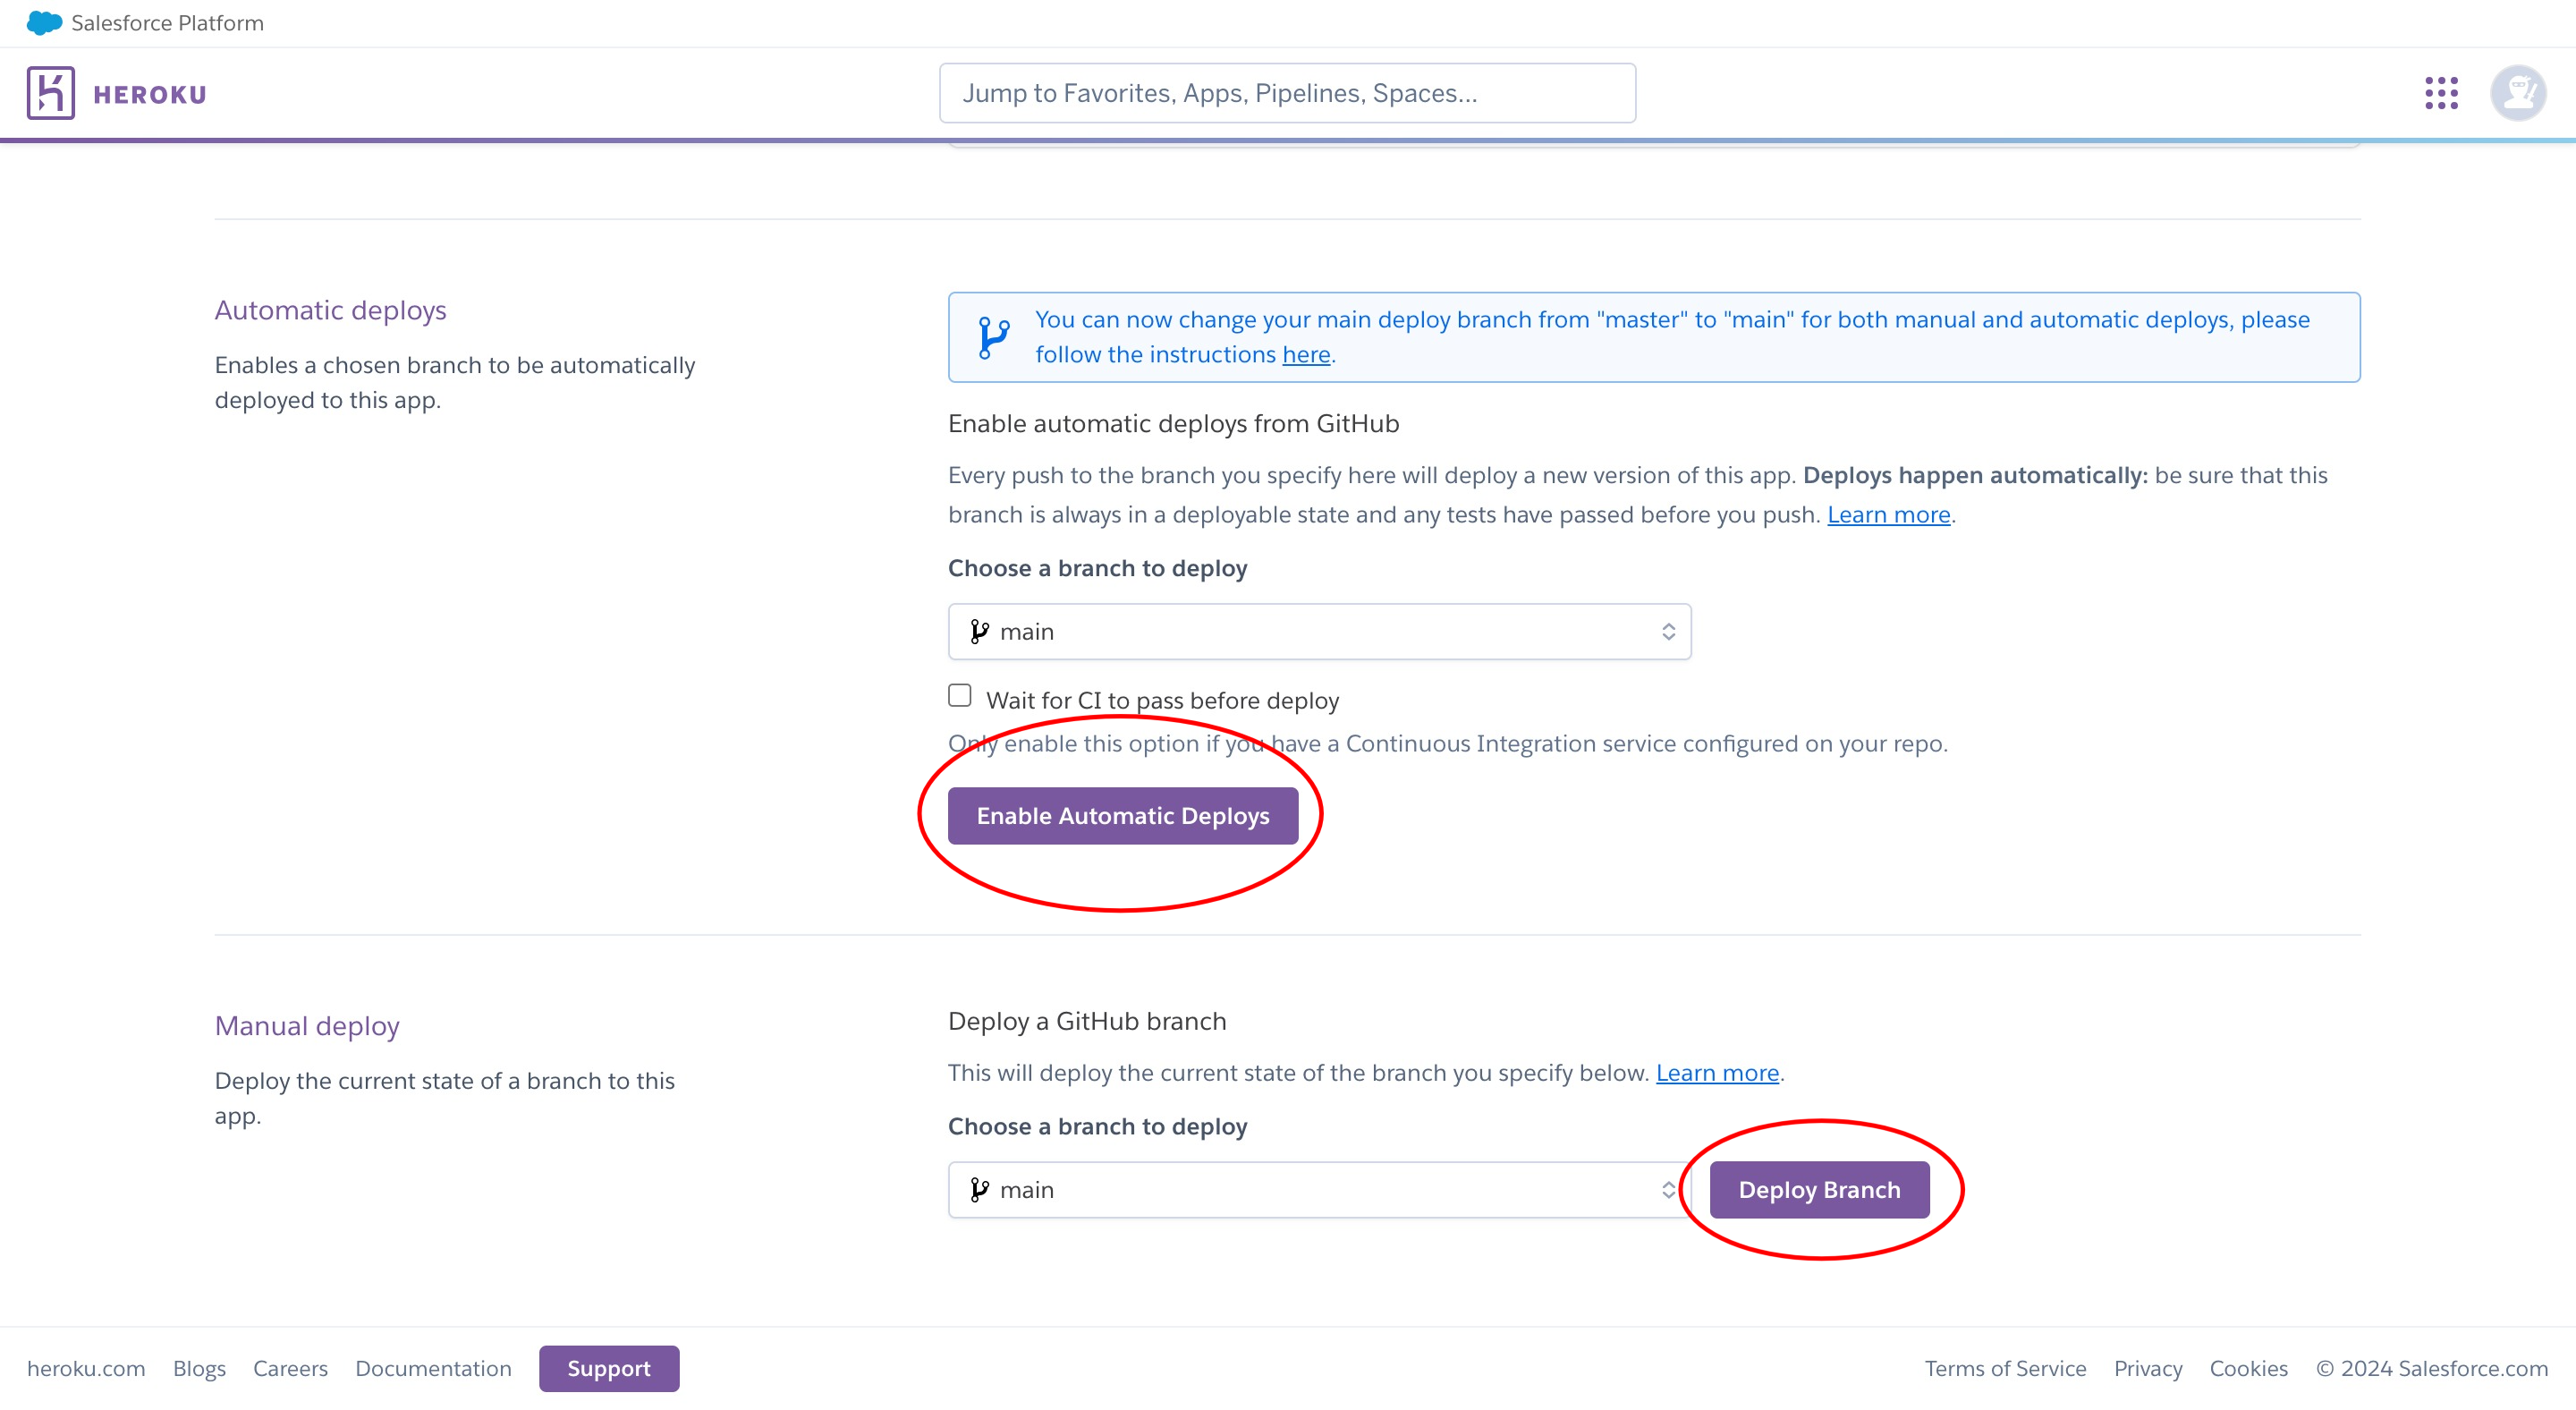 Salesforce Platform
HEROKU
Jump to Favorites, Apps, Pipelines, Spaces...
Automatic deploys
Enables a chosen branch to be automatically
deployed to this app.
You can now change your main deploy branch from "master" to "main" for both manual and automatic deploys, please
follow the instructions here.
Enable automatic deploys from GitHub
Every push to the branch you specify here will deploy a new version of this app. Deploys happen automatically: be sure that this
branch is always in a deployable state and any tests have passed before you push. Learn more.
Choose a branch to deploy
main
Wait for CI to pass before deploy
Only enable this option if you have a Continuous Integration service configured on your repo.
Enable Automatic Deploys
Manual deploy
Deploy the current state of a branch to this
app.
Deploy a GitHub branch
This will deploy the current state of the branch you specify below. Learn more.
Choose a branch to deploy
main
Deploy Branch
heroku.com Blogs Careers Documentation Support
Terms of Service Privacy Cookies © 2024 Salesforce.com